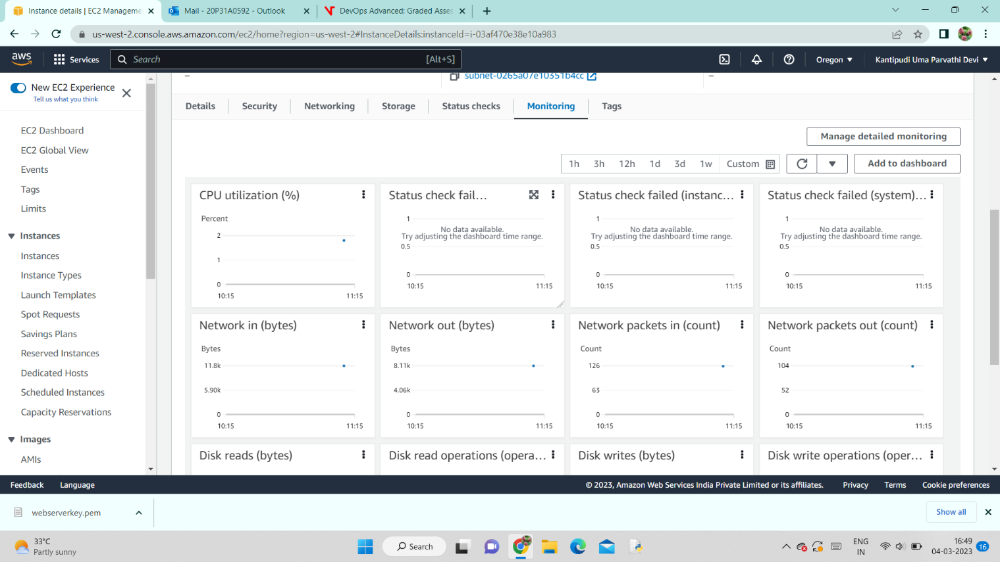 Instance details | EC2 Manageme
Mail - 20P31A0592 - Outlook
DevOps Advanced: Graded Asses
us-west-2.console.aws.amazon.com/ec2/home?region=us-west-2#InstanceDetails:instanceId=i-03af470e38e10a983
aws
Services
Search
[Alt+S]
Oregon
Kantipudi Uma Parvathi Devi
New EC2 Experience
Tell us what you think
EC2 Dashboard
EC2 Global View
Events
Tags
Limits
Instances
Instances
Instance Types
Launch Templates
Spot Requests
Savings Plans
Reserved Instances
Dedicated Hosts
Scheduled Instances
Capacity Reservations
Images
AMIs
–
subnet-0265a07e10351b4cc
–
Details
Security
Networking
Storage
Status checks
Monitoring
Tags
Manage detailed monitoring
1h 3h 12h 1d 3d 1w Custom
Add to dashboard
CPU utilization (%)
Percent
2
1
0
10:15 11:15
Status check fail...
1
No data available.
Try adjusting the dashboard time range.
0.5
0
10:15 11:15
Status check failed (instanc...
1
No data available.
Try adjusting the dashboard time range.
0.5
0
10:15 11:15
Status check failed (system)...
1
No data available.
Try adjusting the dashboard time range.
0.5
0
10:15 11:15
Network in (bytes)
Bytes
11.8k
5.90k
0
10:15 11:15
Network out (bytes)
Bytes
8.11k
4.06k
0
10:15 11:15
Network packets in (count)
Count
126
63
0
10:15 11:15
Network packets out (count)
Count
104
52
0
10:15 11:15
Disk reads (bytes)
Disk read operations (opera...
Disk writes (bytes)
Disk write operations (oper...
Feedback
Language
© 2023, Amazon Web Services India Private Limited or its affiliates.
Privacy
Terms
Cookie preferences
webserverkey.pem
Show all
33°C
Partly sunny
Search
ENG
IN
16:49
04-03-2023
16